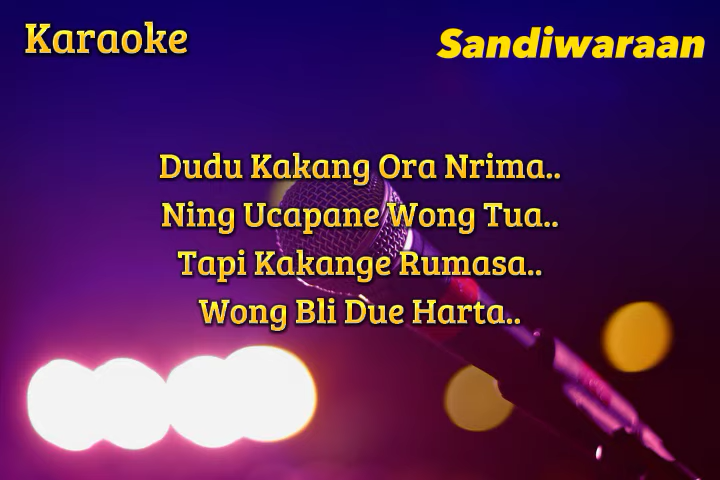 Karaoke
Sandiwaraan
Dudu Kakang Ora Nrima..
Ning Ucapane Wong Tua..
Tapi Kakange Rumasa..
Wong Bli Due Harta..